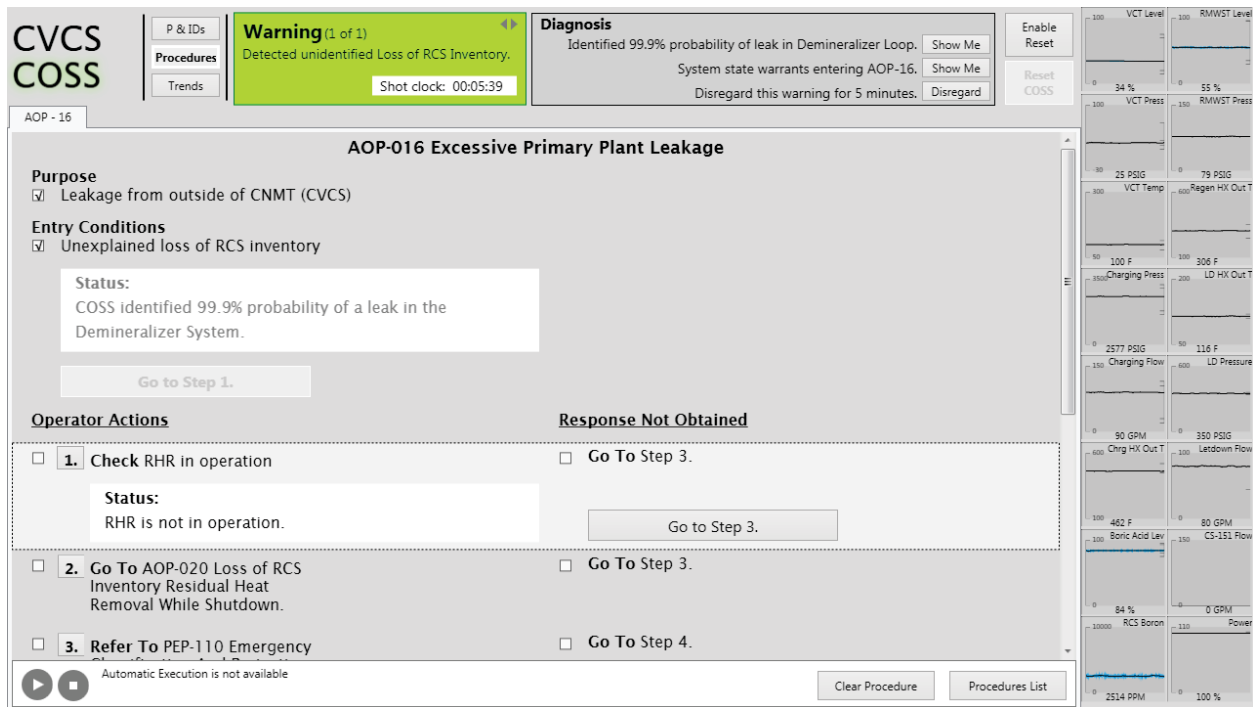 CVCS
COSS
P & IDs
Procedures
Trends
Warning (1 of 1)
Detected unidentified Loss of RCS Inventory.
Shot clock: 00:05:39
Diagnosis
Identified 99.9% probability of leak in Demineralizer Loop. Show Me
System state warrants entering AOP-16. Show Me
Disregard this warning for 5 minutes. Disregard
Enable
Reset
Reset
COSS
AOP - 16
AOP-016 Excessive Primary Plant Leakage
Purpose
Leakage from outside of CNMT (CVCS)
Entry Conditions
Unexplained loss of RCS inventory
Status:
COSS identified 99.9% probability of a leak in the
Demineralizer System.
Go to Step 1.
Operator Actions
Response Not Obtained
1. Check RHR in operation
Go To Step 3.
Status:
RHR is not in operation.
Go to Step 3.
2. Go To AOP-020 Loss of RCS
Inventory Residual Heat
Removal While Shutdown.
Go To Step 3.
3. Refer To PEP-110 Emergency
Go To Step 4.
Automatic Execution is not available
Clear Procedure
Procedures List
100 VCT Level
0 34 %
100 RMWST Level
0 55 %
100 VCT Press
30 25 PSIG
150 RMWST Press
0 79 PSIG
300 VCT Temp
50 100 F
600 Regen HX Out T
100 306 F
3500 Charging Press
0 2577 PSIG
200 LD HX Out T
50 116 F
150 Charging Flow
0 90 GPM
600 LD Pressure
0 350 PSIG
600 Chrg HX Out T
100 462 F
100 Letdown Flow
0 80 GPM
100 Boric Acid Lev
0 84 %
150 CS-151 Flow
0 0 GPM
10000 RCS Boron
0 2514 PPM
110 Power
0 100 %